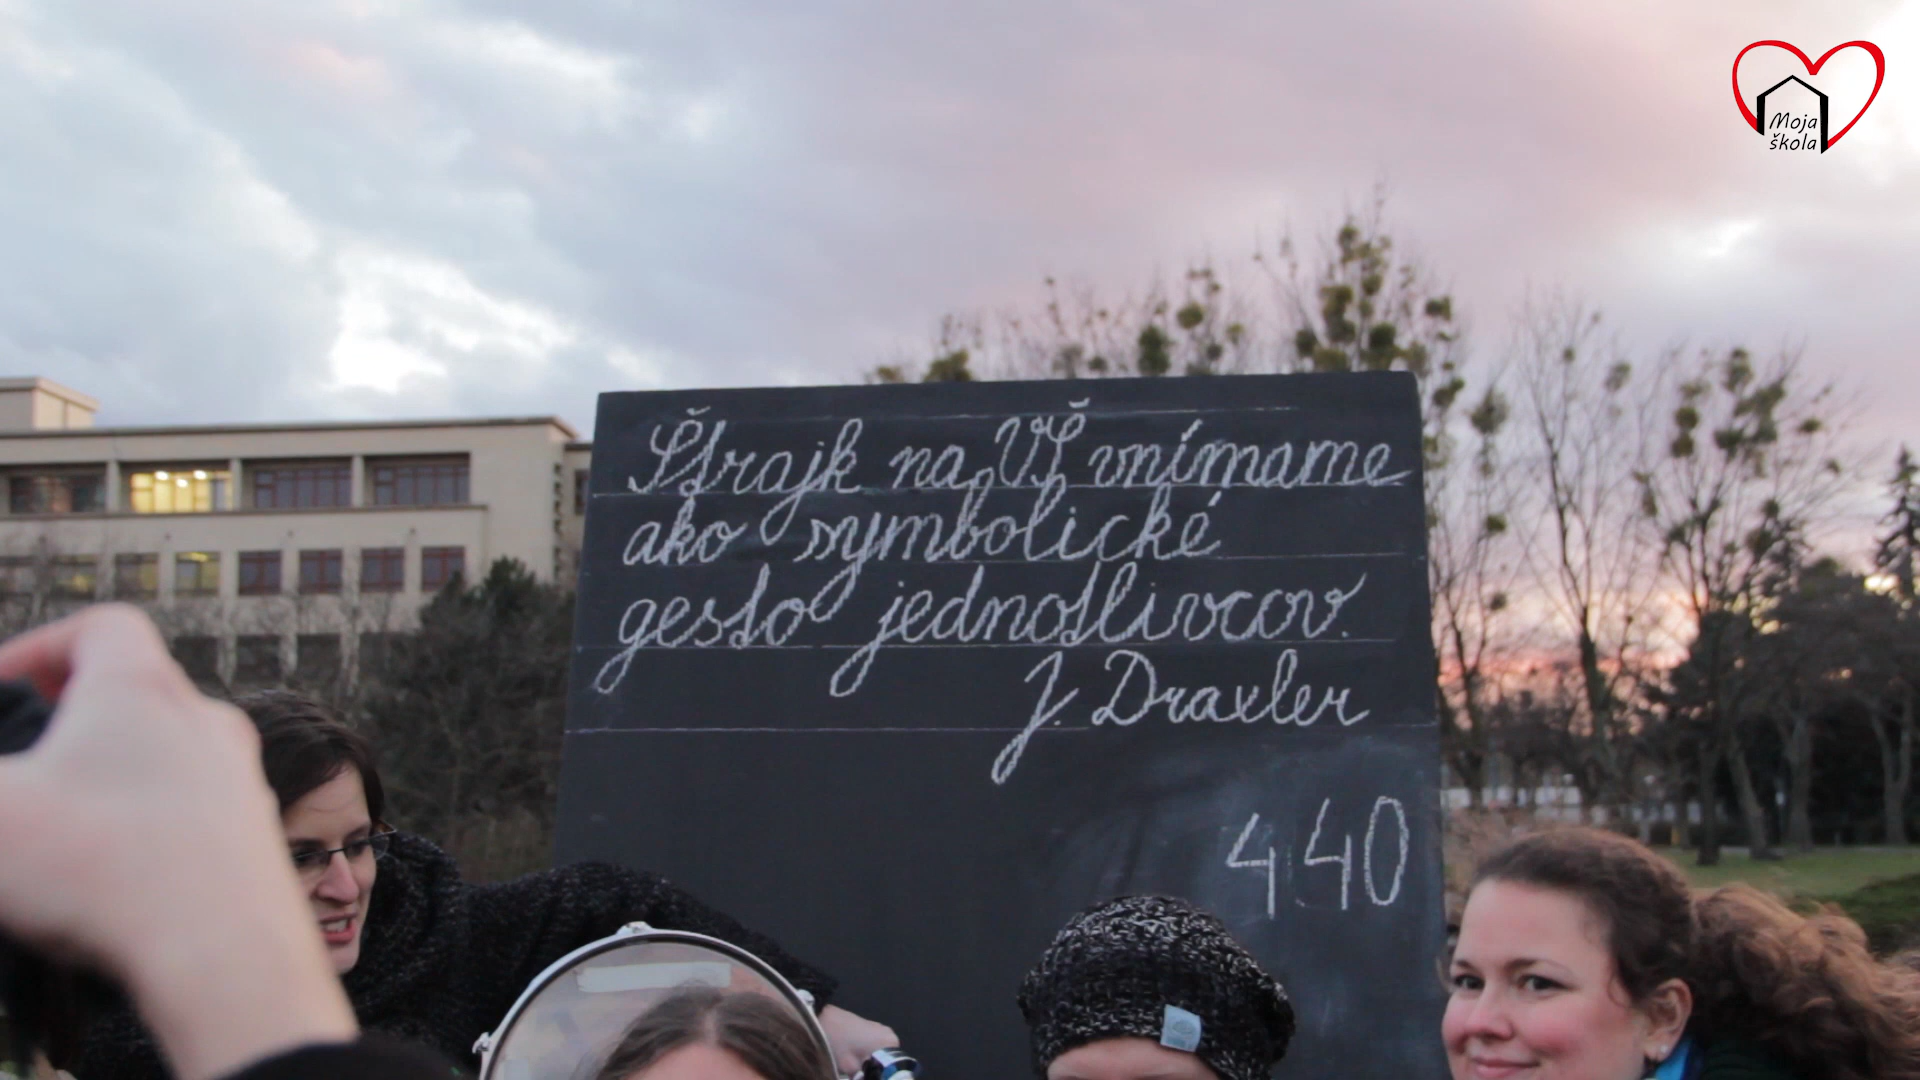 Moja
škola
Štrajk na VŠ vnímame
ako symbolické
gesto jednotlivcov.
J. Draxler
440